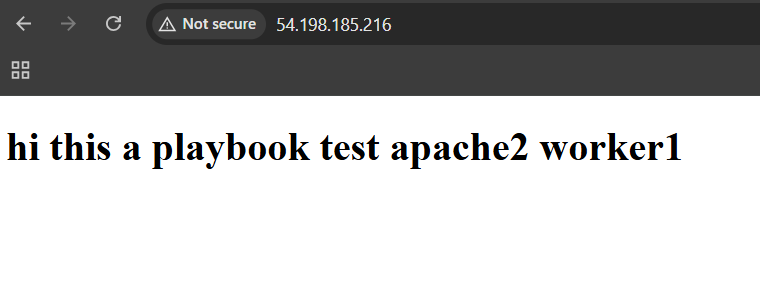 Not secure 54.198.185.216
hi this a playbook test apache2 worker1